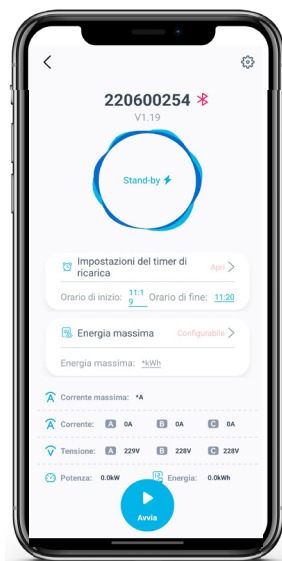 220600254
V1.19
Stand-by
Impostazioni del timer di
ricarica
Apri
Orario di inizio: 11:1
9
Orario di fine: 11:20
Energia massima
Configurabile
Energia massima: *kWh
Corrente massima: *A
Corrente: A 0A B 0A C 0A
Tensione: A 229V B 228V C 228V
Potenza: 0.0kW Energia: 0.0kWh
Avvia